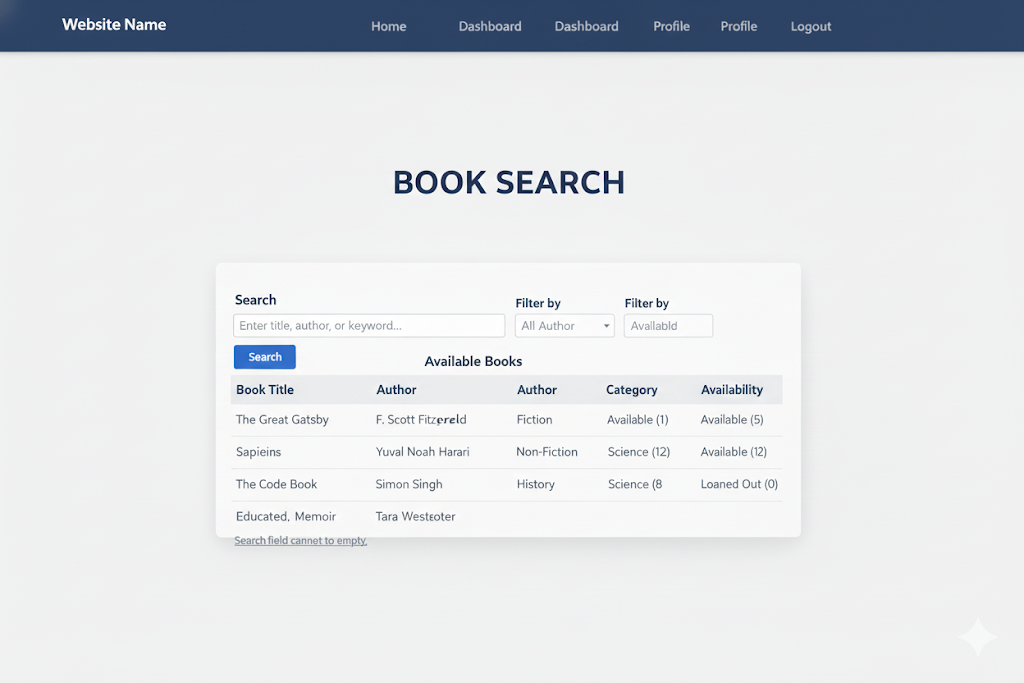 Website Name Home Dashboard Dashboard Profile Profile Logout
BOOK SEARCH
Search Filter by Filter by
Enter title, author, or keyword... All Author Availabld
Search
Available Books
Book Title Author Author Category Availability
The Great Gatsby F. Scott Fitzgereld Fiction Available (1) Available (5)
Sapieins Yuval Noah Harari Non-Fiction Science (12) Available (12)
The Code Book Simon Singh History Science (8 Loaned Out (0)
Educated, Memoir Tara Westeoter
Search field cannet to empty.